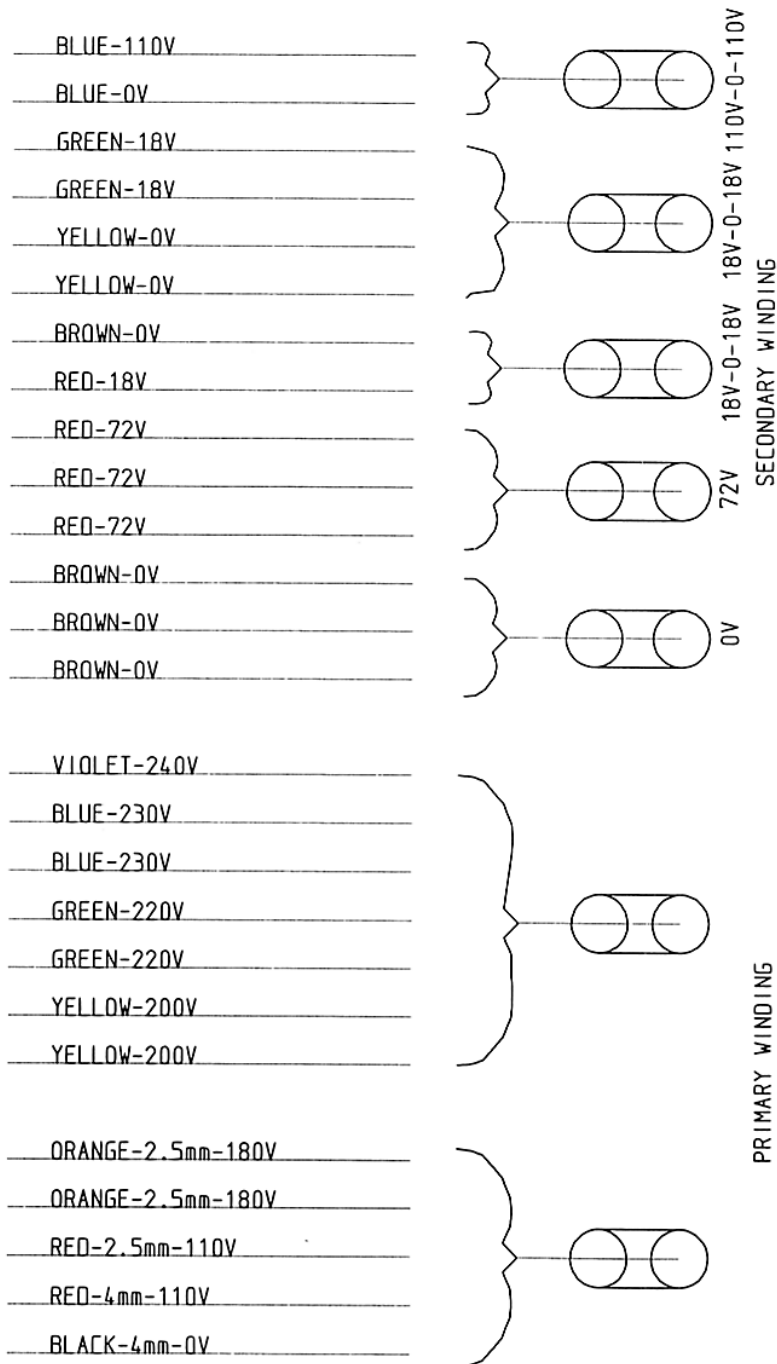 BLUE-110V
BLUE-0V
GREEN-18V
GREEN-18V
YELLOW-0V
YELLOW-0V
BROWN-0V
RED-18V
RED-72V
RED-72V
RED-72V
BROWN-0V
BROWN-0V
BROWN-0V
110V-0-110V
18V-0-18V
18V-0-18V
72V
0V
SECONDARY WINDING
VIOLET-240V
BLUE-230V
BLUE-230V
GREEN-220V
GREEN-220V
YELLOW-200V
YELLOW-200V
ORANGE-2.5mm-180V
ORANGE-2.5mm-180V
RED-2.5mm-110V
RED-4mm-110V
BLACK-4mm-0V
PRIMARY WINDING